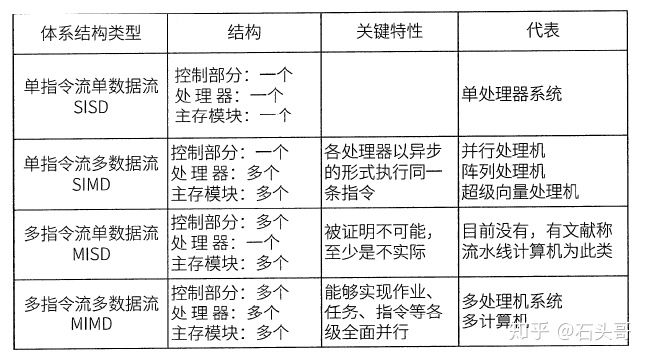 体系结构类型 结构 关键特性 代表
单指令流单数据流
SISD
控制部分：一个
处 理 器：一个
主存模块：一个
单处理器系统
单指令流多数据流
SIMD
控制部分：一个
处 理 器：多个
主存模块：多个
各处理器以异步
的形式执行同一
条指令
并行处理机
阵列处理机
超级向量处理机
多指令流单数据流
MISD
控制部分：多个
处 理 器：一个
主存模块：多个
被证明不可能，
至少是不实际
目前没有，有文献称
流水线计算机为此类
多指令流多数据流
MIMD
控制部分：多个
处 理 器：多个
主存模块：多个
能够实现作业、
任务、指令等各
级全面并行
多处理机系统
多计算机
知乎 @石头哥